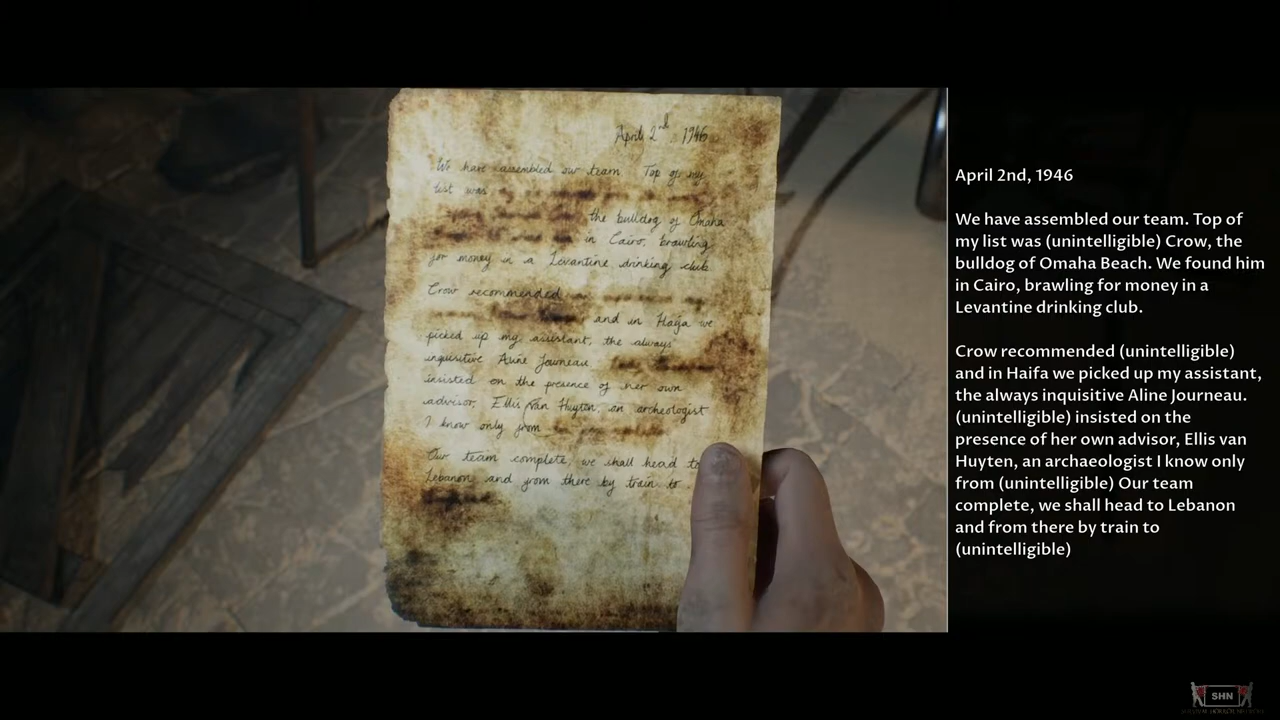 April 2nd 1946
We have assembled our team. Top of my
list was
the bulldog of Omaha
in Cairo, brawling
for money in a Levantine drinking club.
Crow recommended
and in Haifa we
picked up my assistant, the always
inquisitive Aline Journeau.
insisted on the presence of her own
advisor, Ellis van Huyten, an archeologist
I know only from
Our team complete, we shall head to
Lebanon and from there by train to
April 2nd, 1946
We have assembled our team. Top of
my list was (unintelligible) Crow, the
bulldog of Omaha Beach. We found him
in Cairo, brawling for money in a
Levantine drinking club.
Crow recommended (unintelligible)
and in Haifa we picked up my assistant,
the always inquisitive Aline Journeau.
(unintelligible) insisted on the
presence of her own advisor, Ellis van
Huyten, an archaeologist I know only
from (unintelligible) Our team
complete, we shall head to Lebanon
and from there by train to
(unintelligible)
SHN